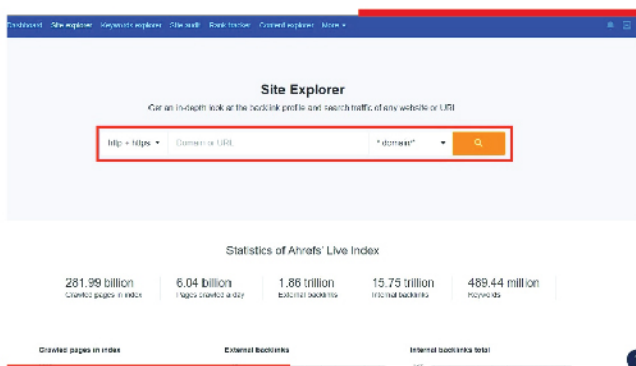 Dashboard Site explorer Keywords explorer Site audit Rank tracker Content explorer More
Site Explorer
Get an in-depth look at the backlink profile and search traffic of any website or URL
http + https Domain or URL *.domain/*
Statistics of Ahrefs' Live Index
281.99 billion 6.04 billion 1.86 trillion 15.75 trillion 489.44 million
Crawled pages in index Pages crawled a day External backlinks Internal backlinks Keywords
Crawled pages in index External backlinks Internal backlinks total